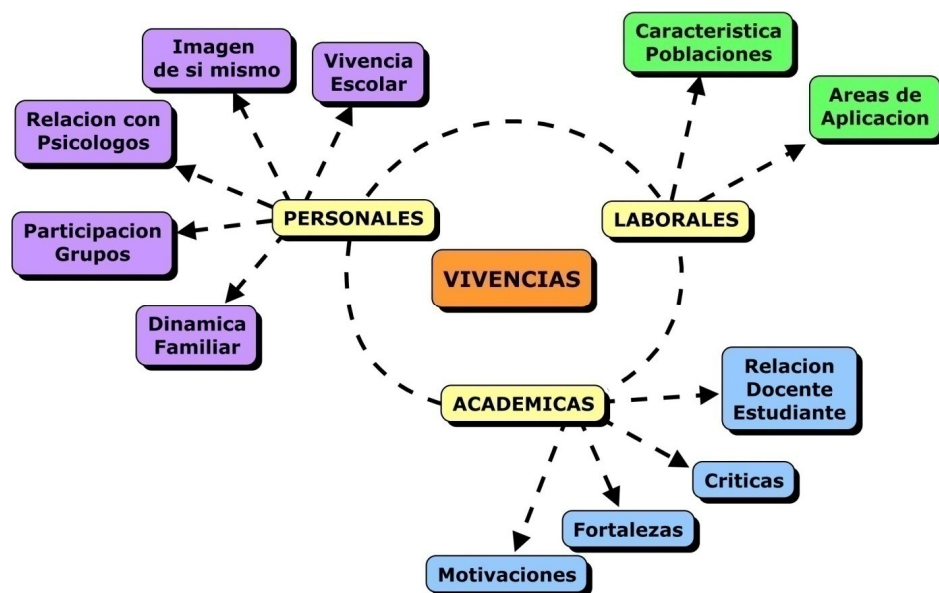 Imagen
de si mismo
Vivencia
Escolar
Relacion con
Psicologos
Participacion
Grupos
Dinamica
Familiar
PERSONALES
Caracteristica
Poblaciones
Areas de
Aplicacion
LABORALES
VIVENCIAS
ACADEMICAS
Relacion
Docente
Estudiante
Criticas
Fortalezas
Motivaciones